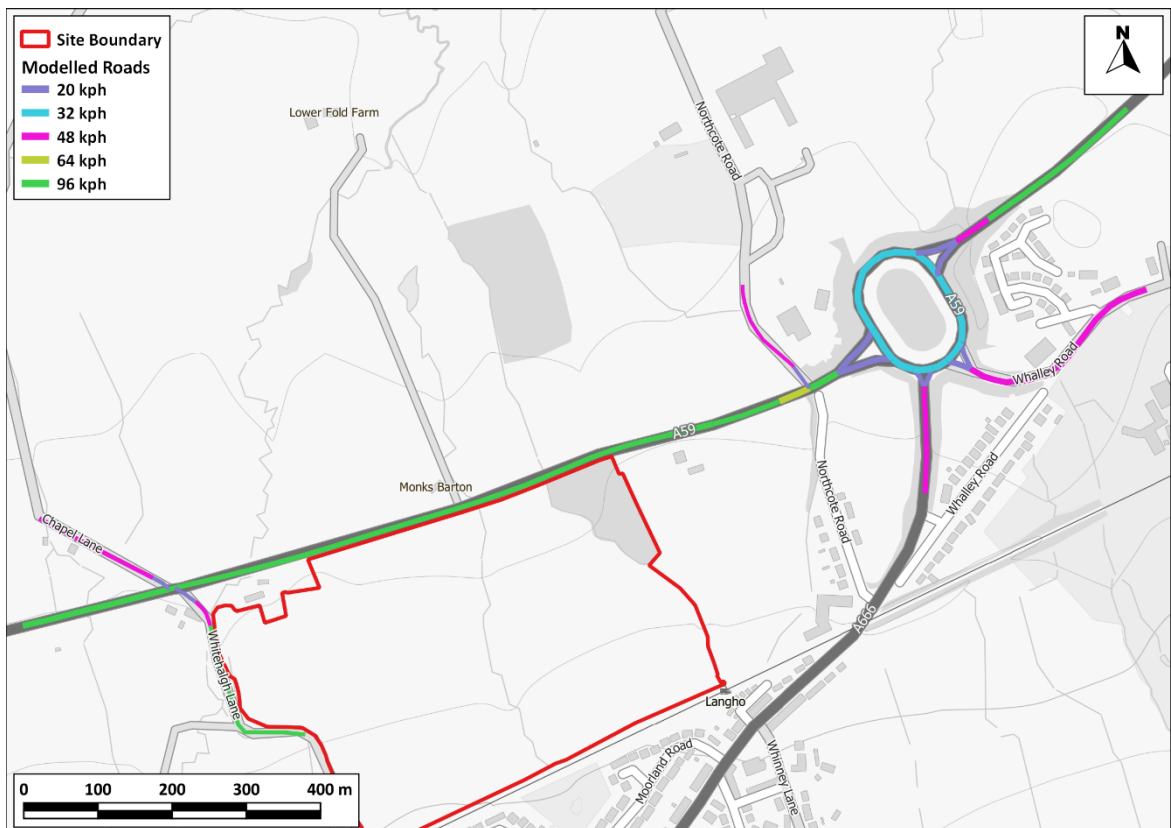 Site Boundary
Modelled Roads
20 kph
32 kph
48 kph
64 kph
96 kph
N
Lower Fold Farm
Northcote Road
A59
Whalley Road
A59
Monks Barton
Northcote Road
Whalley Road
Chapel Lane
A666
Whitehalgh Lane
Langho
Moorland Road
Whinney Lane
0 100 200 300 400 m